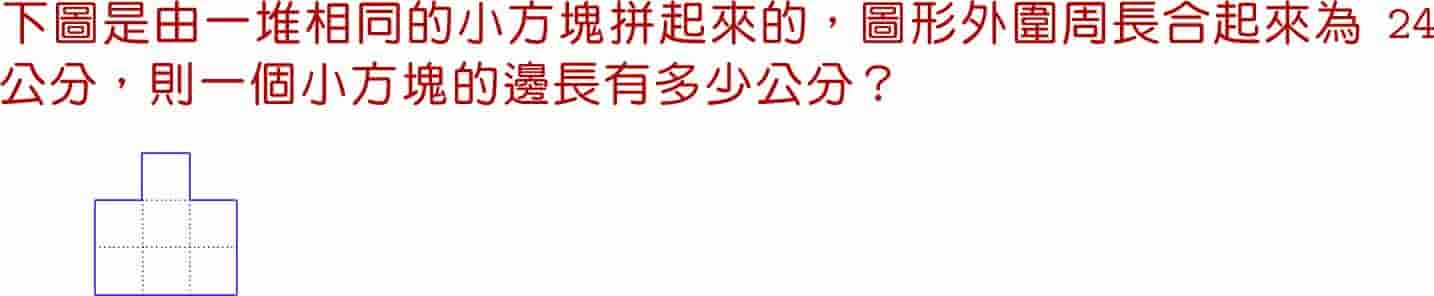 下圖是由一堆相同的小方塊拼起來的，圖形外圍周長合起來為 24
公分，則一個小方塊的邊長有多少公分？